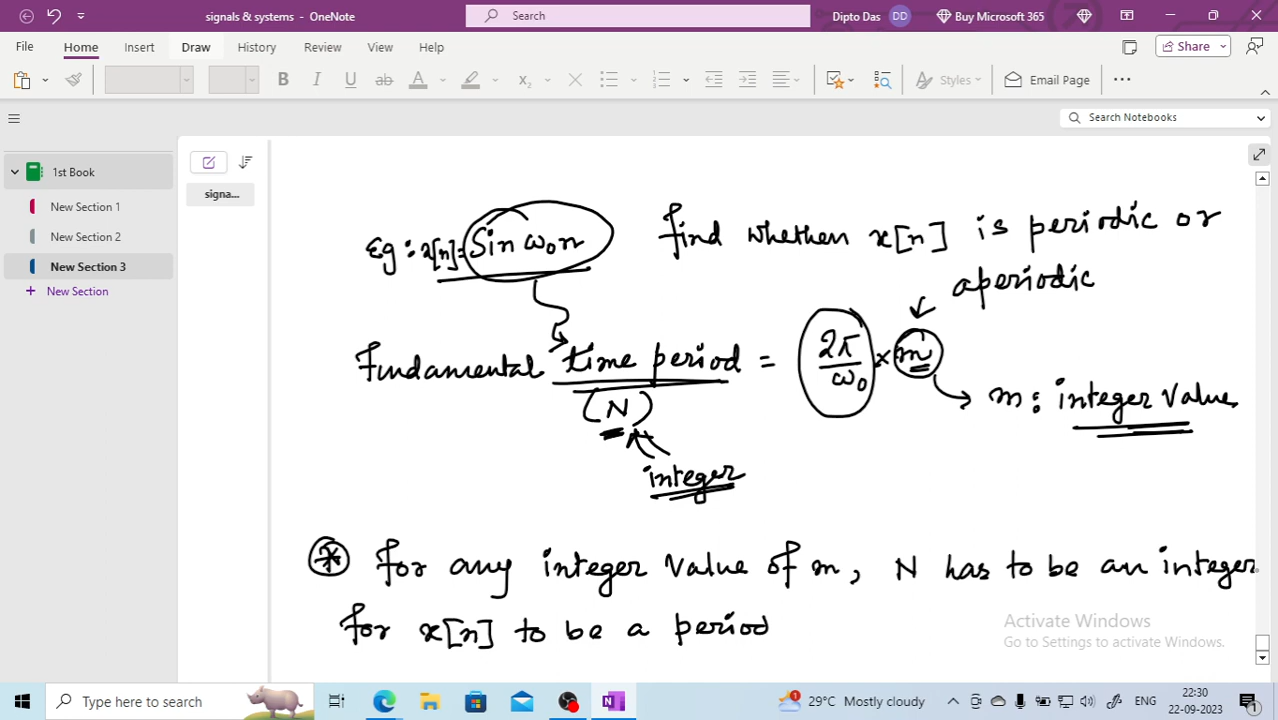 signals & systems - OneNote
Search
Dipto Das DD
Buy Microsoft 365
File Home Insert Draw History Review View Help
Share
Styles
Email Page
Search Notebooks
1st Book
New Section 1
New Section 2
New Section 3
New Section
signa...
Eg : x[n] = Sin ω₀n find whether x[n] is periodic or
aperiodic
Fundamental time period = 2π/ω₀ × m
(N)
m : integer value
integer
* for any integer value of m, N has to be an integer
for x[n] to be a period
Activate Windows
Go to Settings to activate Windows.
Type here to search
29°C Mostly cloudy
ENG
22:30
22-09-2023
1